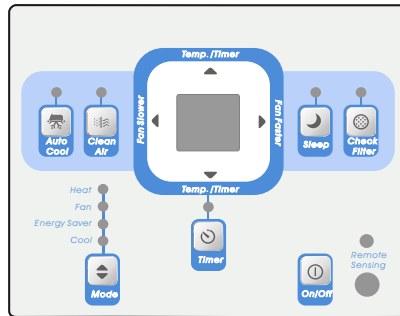 Temp./Timer
Fan Slower
Fan Faster
Auto
Cool
Clean
Air
Sleep
Check
Filter
Temp./Timer
Heat
Fan
Energy Saver
Cool
Mode
Timer
On/Off
Remote
Sensing